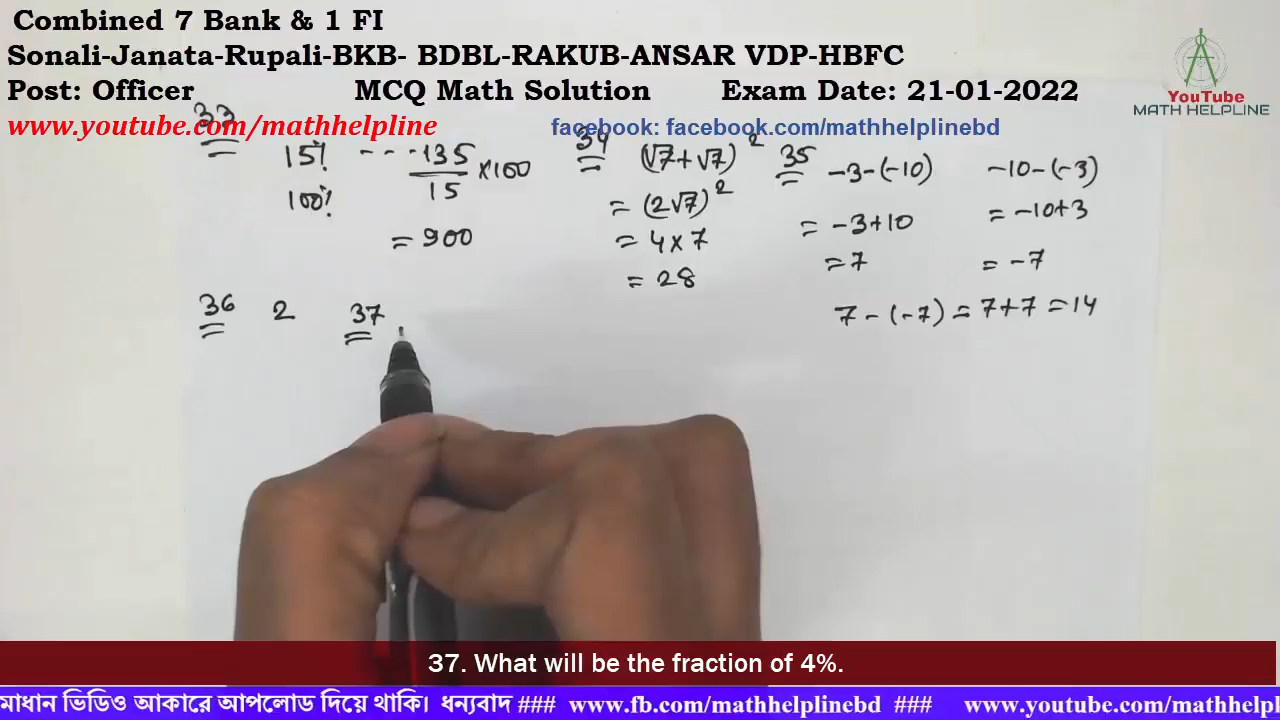 Combined 7 Bank & 1 FI
Sonali-Janata-Rupali-BKB- BDBL-RAKUB-ANSAR VDP-HBFC
Post: Officer MCQ Math Solution Exam Date: 21-01-2022
www.youtube.com/mathhelpline facebook: facebook.com/mathhelplinebd
YouTube
MATH HELPLINE
33
15% ----135/15 ×100
100%
= 900
34 (√7+√7)²
= (2√7)²
= 4×7
= 28
35 -3-(-10)
= -3+10
= 7
-10-(-3)
= -10+3
= -7
7-(-7) = 7+7 = 14
36 2
37
37. What will be the fraction of 4%.
মাধান ভিডিও আকারে আপলোড দিয়ে থাকি। ধন্যবাদ ### www.fb.com/mathhelplinebd ### www.youtube.com/mathhelpl